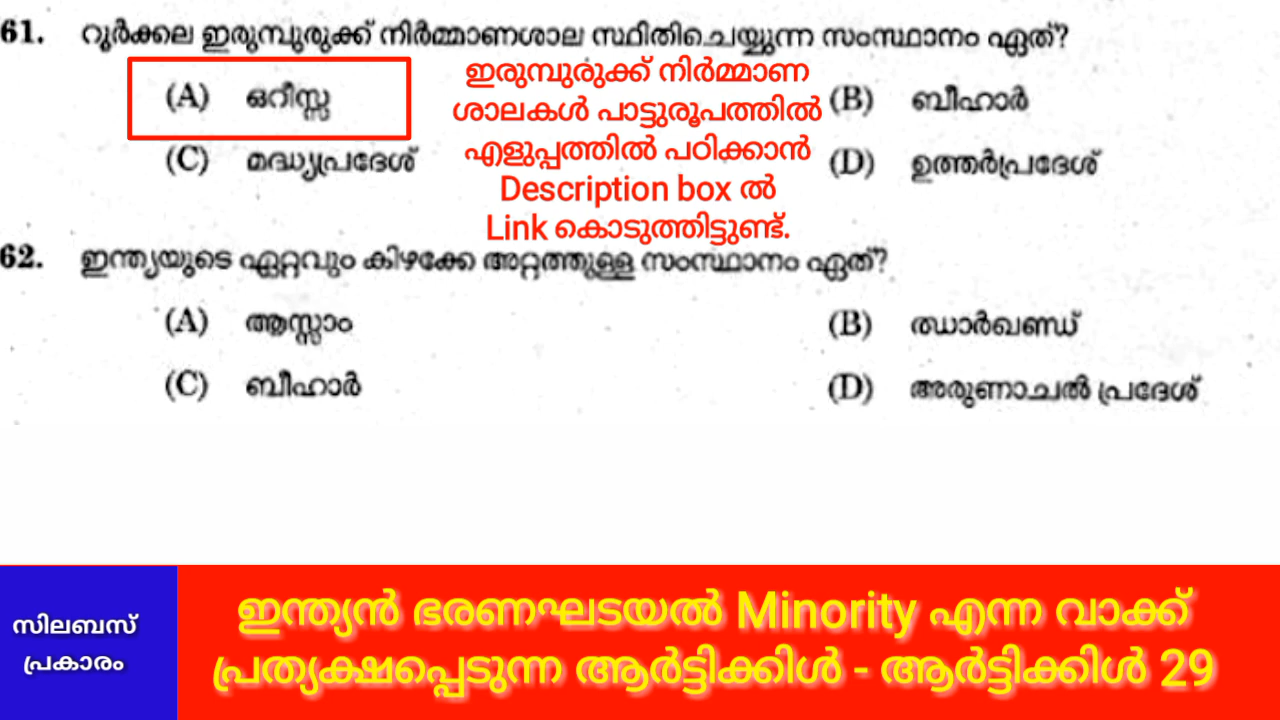 61. റൂർക്കല ഇരുമ്പുരുക്ക് നിർമ്മാണശാല സ്ഥിതിചെയ്യുന്ന സംസ്ഥാനം ഏത്?
(A) ഒറീസ്സ
ഇരുമ്പുരുക്ക് നിർമ്മാണ
ശാലകൾ പാട്ടുരൂപത്തിൽ
എളുപ്പത്തിൽ പഠിക്കാൻ
Description box ൽ
Link കൊടുത്തിട്ടുണ്ട്.
(B) ബീഹാർ
(C) മദ്ധ്യപ്രദേശ്
(D) ഉത്തർപ്രദേശ്
62. ഇന്ത്യയുടെ ഏറ്റവും കിഴക്കേ അറ്റത്തുള്ള സംസ്ഥാനം ഏത്?
(A) ആസ്സാം
(B) ഝാർഖണ്ഡ്
(C) ബീഹാർ
(D) അരുണാചൽ പ്രദേശ്
സിലബസ്
പ്രകാരം
ഇന്ത്യൻ ഭരണഘടയൽ Minority എന്ന വാക്ക്
പ്രത്യക്ഷപ്പെടുന്ന ആർട്ടിക്കിൾ - ആർട്ടിക്കിൾ 29